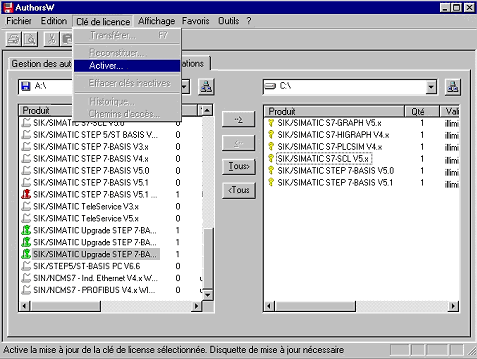 AuthorsW
Fichier Edition Clé de licence Affichage Favoris Outils ?
Transférer... F7
Reconstituer...
Activer...
Effacer clés inactives
Historique...
Chemins d'accès...
Gestion des auto ations
A:\
C:\
Produit
SIK/SIMATIC S7-SCL V5.0 0
SIK/SIMATIC STEP 5/ST BASIS V... 0
SIK/SIMATIC STEP 7-BASIS V3.x 0
SIK/SIMATIC STEP 7-BASIS V4.x 0
SIK/SIMATIC STEP 7-BASIS V5.0 0
SIK/SIMATIC STEP 7-BASIS V5.1 0
SIK/SIMATIC STEP 7-BASIS V5.1 ... 1
SIK/SIMATIC TeleService V3.x 0
SIK/SIMATIC TeleService V5.x 0
SIK/SIMATIC Upgrade STEP 7-BA... 1
SIK/SIMATIC Upgrade STEP 7-BA... 1
SIK/SIMATIC Upgrade STEP 7-BA... 1
SIK/STEP5/ST-BASIS PC V6.6 0
SIN/NCMS7 - Ind. Ethernet V4.x W... 0
SIN/NCMS7 - PROFIBUS V4.x WI... 0
-->
<--
Tous>
<Tous
Produit Qté Vali
SIK/SIMATIC S7-GRAPH V5.x 1 illimi
SIK/SIMATIC S7-HIGRAPH V4.x 1 illimi
SIK/SIMATIC S7-PLCSIM V4.x 1 illimi
SIK/SIMATIC S7-SCL V5.x 1 illimi
SIK/SIMATIC STEP 7-BASIS V5.0 1 illimi
SIK/SIMATIC STEP 7-BASIS V5.1 1 illimi
Active la mise à jour de la clé de license sélectionnée. Disquette de mise à jour nécessaire